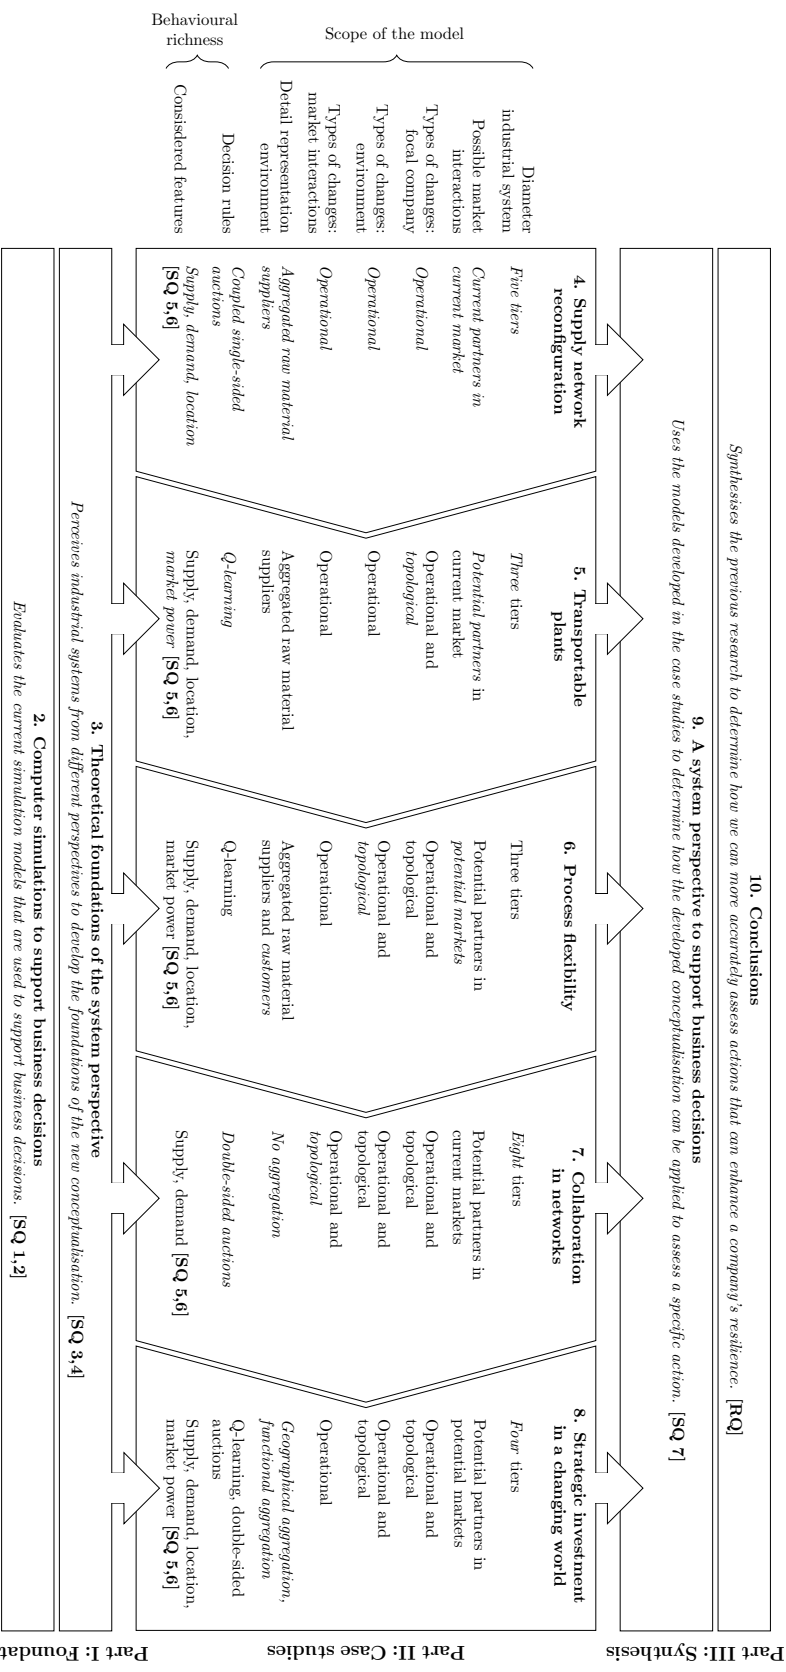 Part III: Synthesis
10. Conclusions
Synthesises the previous research to determine how we can more accurately assess actions that can enhance a company's resilience. [RQ]
9. A system perspective to support business decisions
Uses the models developed in the case studies to determine how the developed conceptualisation can be applied to assess a specific action. [SQ 7]
Part II: Case studies
Scope of the model
Diameter
industrial system
Possible market
interactions
Types of changes:
focal company
Types of changes:
environment
Types of changes:
market interactions
Detail representation
environment
Behavioural
richness
Decision rules
Consisdered features
4. Supply network
reconfiguration
Five tiers
Current partners in
current market
Operational
Operational
Operational
Aggregated raw material
suppliers
Coupled single-sided
auctions
Supply, demand, location
[SQ 5,6]
5. Transportable
plants
Three tiers
Potential partners in
current market
Operational and
topological
Operational
Operational
Aggregated raw material
suppliers
Q-learning
Supply, demand, location,
market power [SQ 5,6]
6. Process flexibility
Three tiers
Potential partners in
potential markets
Operational and
topological
Operational and
topological
Operational
Aggregated raw material
suppliers and customers
Q-learning
Supply, demand, location,
market power [SQ 5,6]
7. Collaboration
in networks
Eight tiers
Potential partners in
current markets
Operational and
topological
Operational and
topological
Operational and
topological
No aggregation
Double-sided auctions
Supply, demand [SQ 5,6]
8. Strategic investment
in a changing world
Four tiers
Potential partners in
potential markets
Operational and
topological
Operational and
topological
Operational
Geographical aggregation,
functional aggregation
Q-learning, double-sided
auctions
Supply, demand, location,
market power [SQ 5,6]
3. Theoretical foundations of the system perspective
Perceives industrial systems from different perspectives to develop the foundations of the new conceptualisation. [SQ 3,4]
2. Computer simulations to support business decisions
Evaluates the current simulation models that are used to support business decisions. [SQ 1,2]
Part I: Foundat